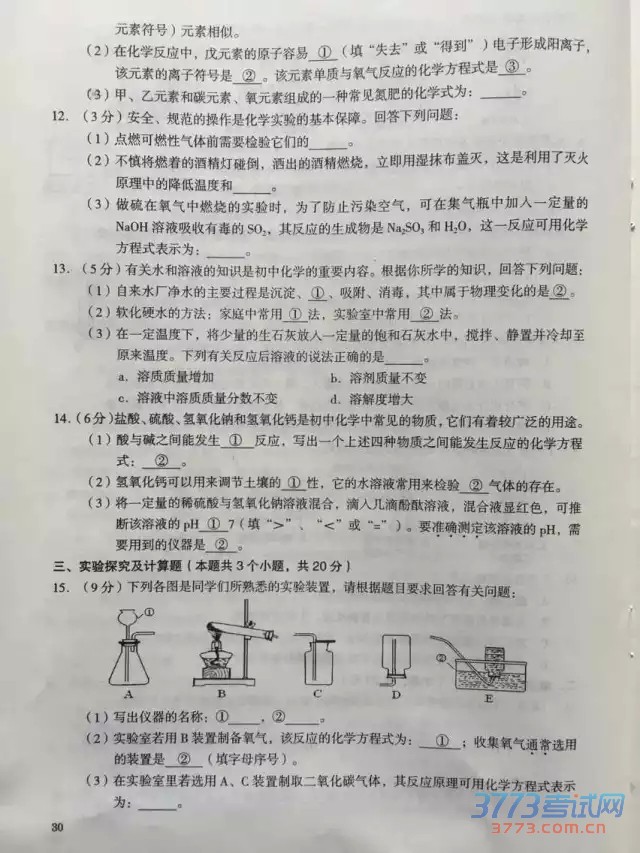 元素符号）元素相似。
（2）在化学反应中，戊元素的原子容易 ① （填“失去”或“得到”）电子形成阳离子，
该元素的离子符号是 ② 。该元素单质与氧气反应的化学方程式是 ③ 。
（3）甲、乙元素和碳元素、氧元素组成的一种常见氮肥的化学式为：______。
12.（3分）安全、规范的操作是化学实验的基本保障。回答下列问题：
（1）点燃可燃性气体前需要检验它们的______。
（2）不慎将燃着的酒精灯碰倒，洒出的酒精燃烧，立即用湿抹布盖灭，这是利用了灭火
原理中的降低温度和______。
（3）做硫在氧气中燃烧的实验时，为了防止污染空气，可在集气瓶中加入一定量的
NaOH 溶液吸收有毒的 SO₂，其反应的生成物是 Na₂SO₃ 和 H₂O，这一反应可用化学
方程式表示为：______。
13.（5分）有关水和溶液的知识是初中化学的重要内容。根据你所学的知识，回答下列问题：
（1）自来水厂净水的主要过程是沉淀、 ① 、吸附、消毒，其中属于物理变化的是 ② 。
（2）软化硬水的方法：家庭中常用 ① 法，实验室中常用 ② 法。
（3）在一定温度下，将少量的生石灰放入一定量的饱和石灰水中，搅拌、静置并冷却至
原来温度。下列有关反应后溶液的说法正确的是______。
a．溶质质量增加 b．溶剂质量不变
c．溶液中溶质质量分数不变 d．溶解度增大
14.（6分）盐酸、硫酸、氢氧化钠和氢氧化钙是初中化学中常见的物质，它们有着较广泛的用途。
（1）酸与碱之间能发生 ① 反应，写出一个上述四种物质之间能发生反应的化学方程
式： ② 。
（2）氢氧化钙可以用来调节土壤的 ① 性，它的水溶液常用来检验 ② 气体的存在。
（3）将一定量的稀硫酸与氢氧化钠溶液混合，滴入几滴酚酞溶液，混合液显红色，可推
断该溶液的 pH ① 7（填“>”、“<”或“=”）。要准确测定该溶液的 pH，需
要用到的仪器是 ② 。
三、实验探究及计算题（本题共3个小题，共20分）
15.（9分）下列各图是同学们所熟悉的实验装置，请根据题目要求回答有关问题：
① ②
A B C D E
（1）写出仪器的名称：①____，②____。
（2）实验室若用 B 装置制备氧气，该反应的化学方程式为： ① ；收集氧气通常选用
的装置是 ② （填字母序号）。
（3）在实验室里若选用 A、C 装置制取二氧化碳气体，其反应原理可用化学方程式表示
为：______。
30
3773考试网
3773.com.cn